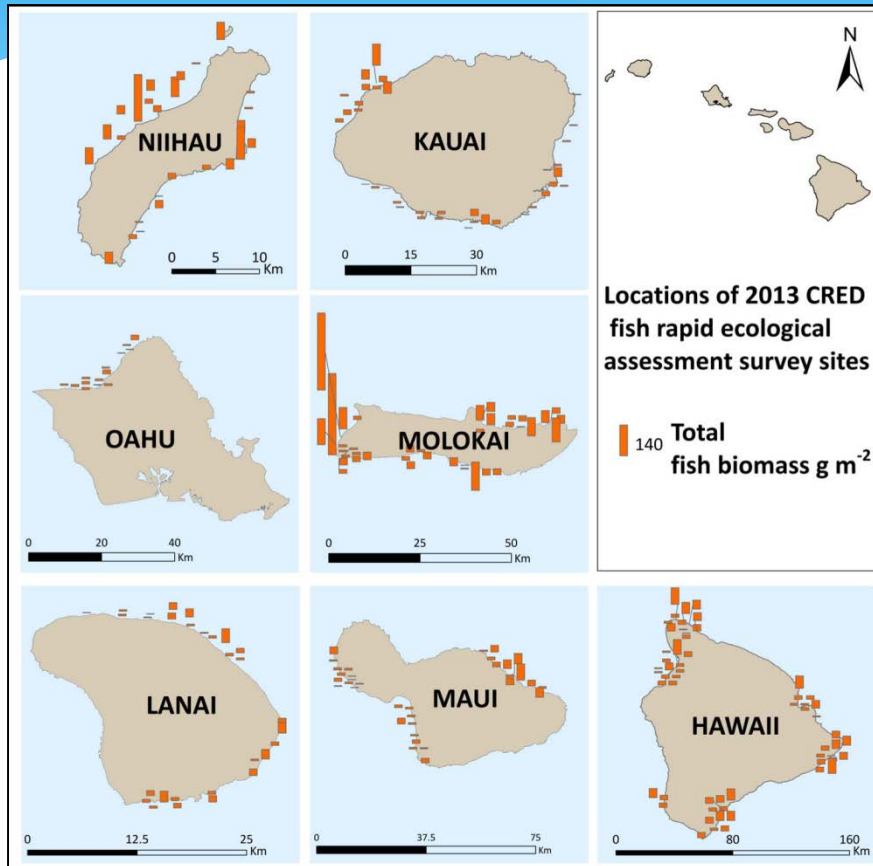 NIIHAU
0 5 10
Km
KAUAI
0 15 30
Km
N
Locations of 2013 CRED
fish rapid ecological
assessment survey sites
140 Total
fish biomass g m⁻²
OAHU
0 20 40
Km
MOLOKAI
0 25 50
Km
LANAI
0 12.5 25
Km
MAUI
0 37.5 75
Km
HAWAII
0 80 160
Km